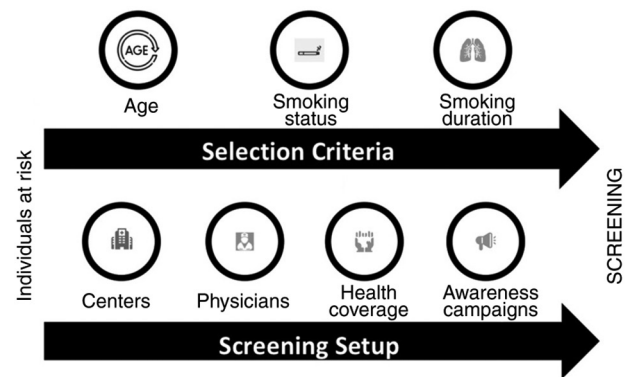 AGE
Age
Smoking
status
Smoking
duration
Selection Criteria
Individuals at risk
SCREENING
Centers
Physicians
Health
coverage
Awareness
campaigns
Screening Setup